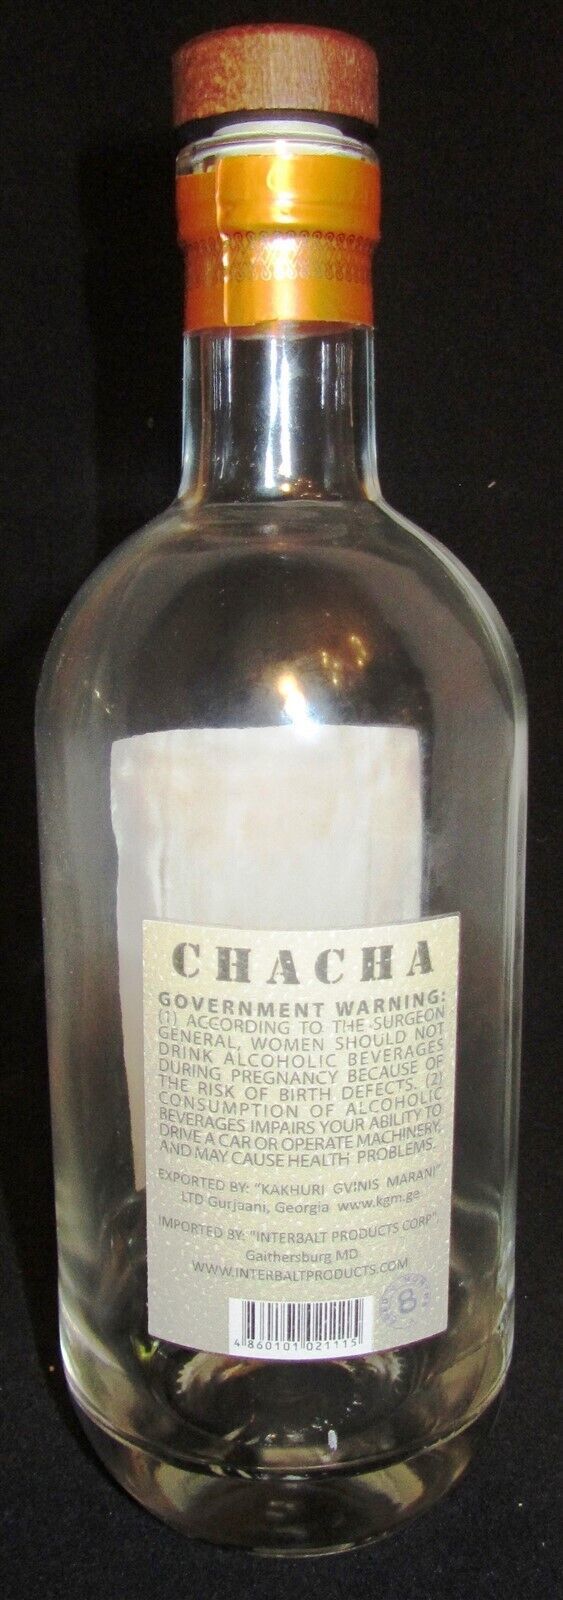 CHACHA
GOVERNMENT WARNING:
(1) ACCORDING TO THE SURGEON
GENERAL, WOMEN SHOULD NOT
DRINK ALCOHOLIC BEVERAGES
DURING PREGNANCY BECAUSE OF
THE RISK OF BIRTH DEFECTS. (2)
CONSUMPTION OF ALCOHOLIC
BEVERAGES IMPAIRS YOUR ABILITY TO
DRIVE A CAR OR OPERATE MACHINERY,
AND MAY CAUSE HEALTH PROBLEMS.
EXPORTED BY: "KAKHURI GVINIS MARANI"
LTD Gurjaani, Georgia www.kgm.ge
IMPORTED BY: "INTERBALT PRODUCTS CORP",
Gaithersburg MD
WWW.INTERBALTPRODUCTS.COM
8
4 860101 021115